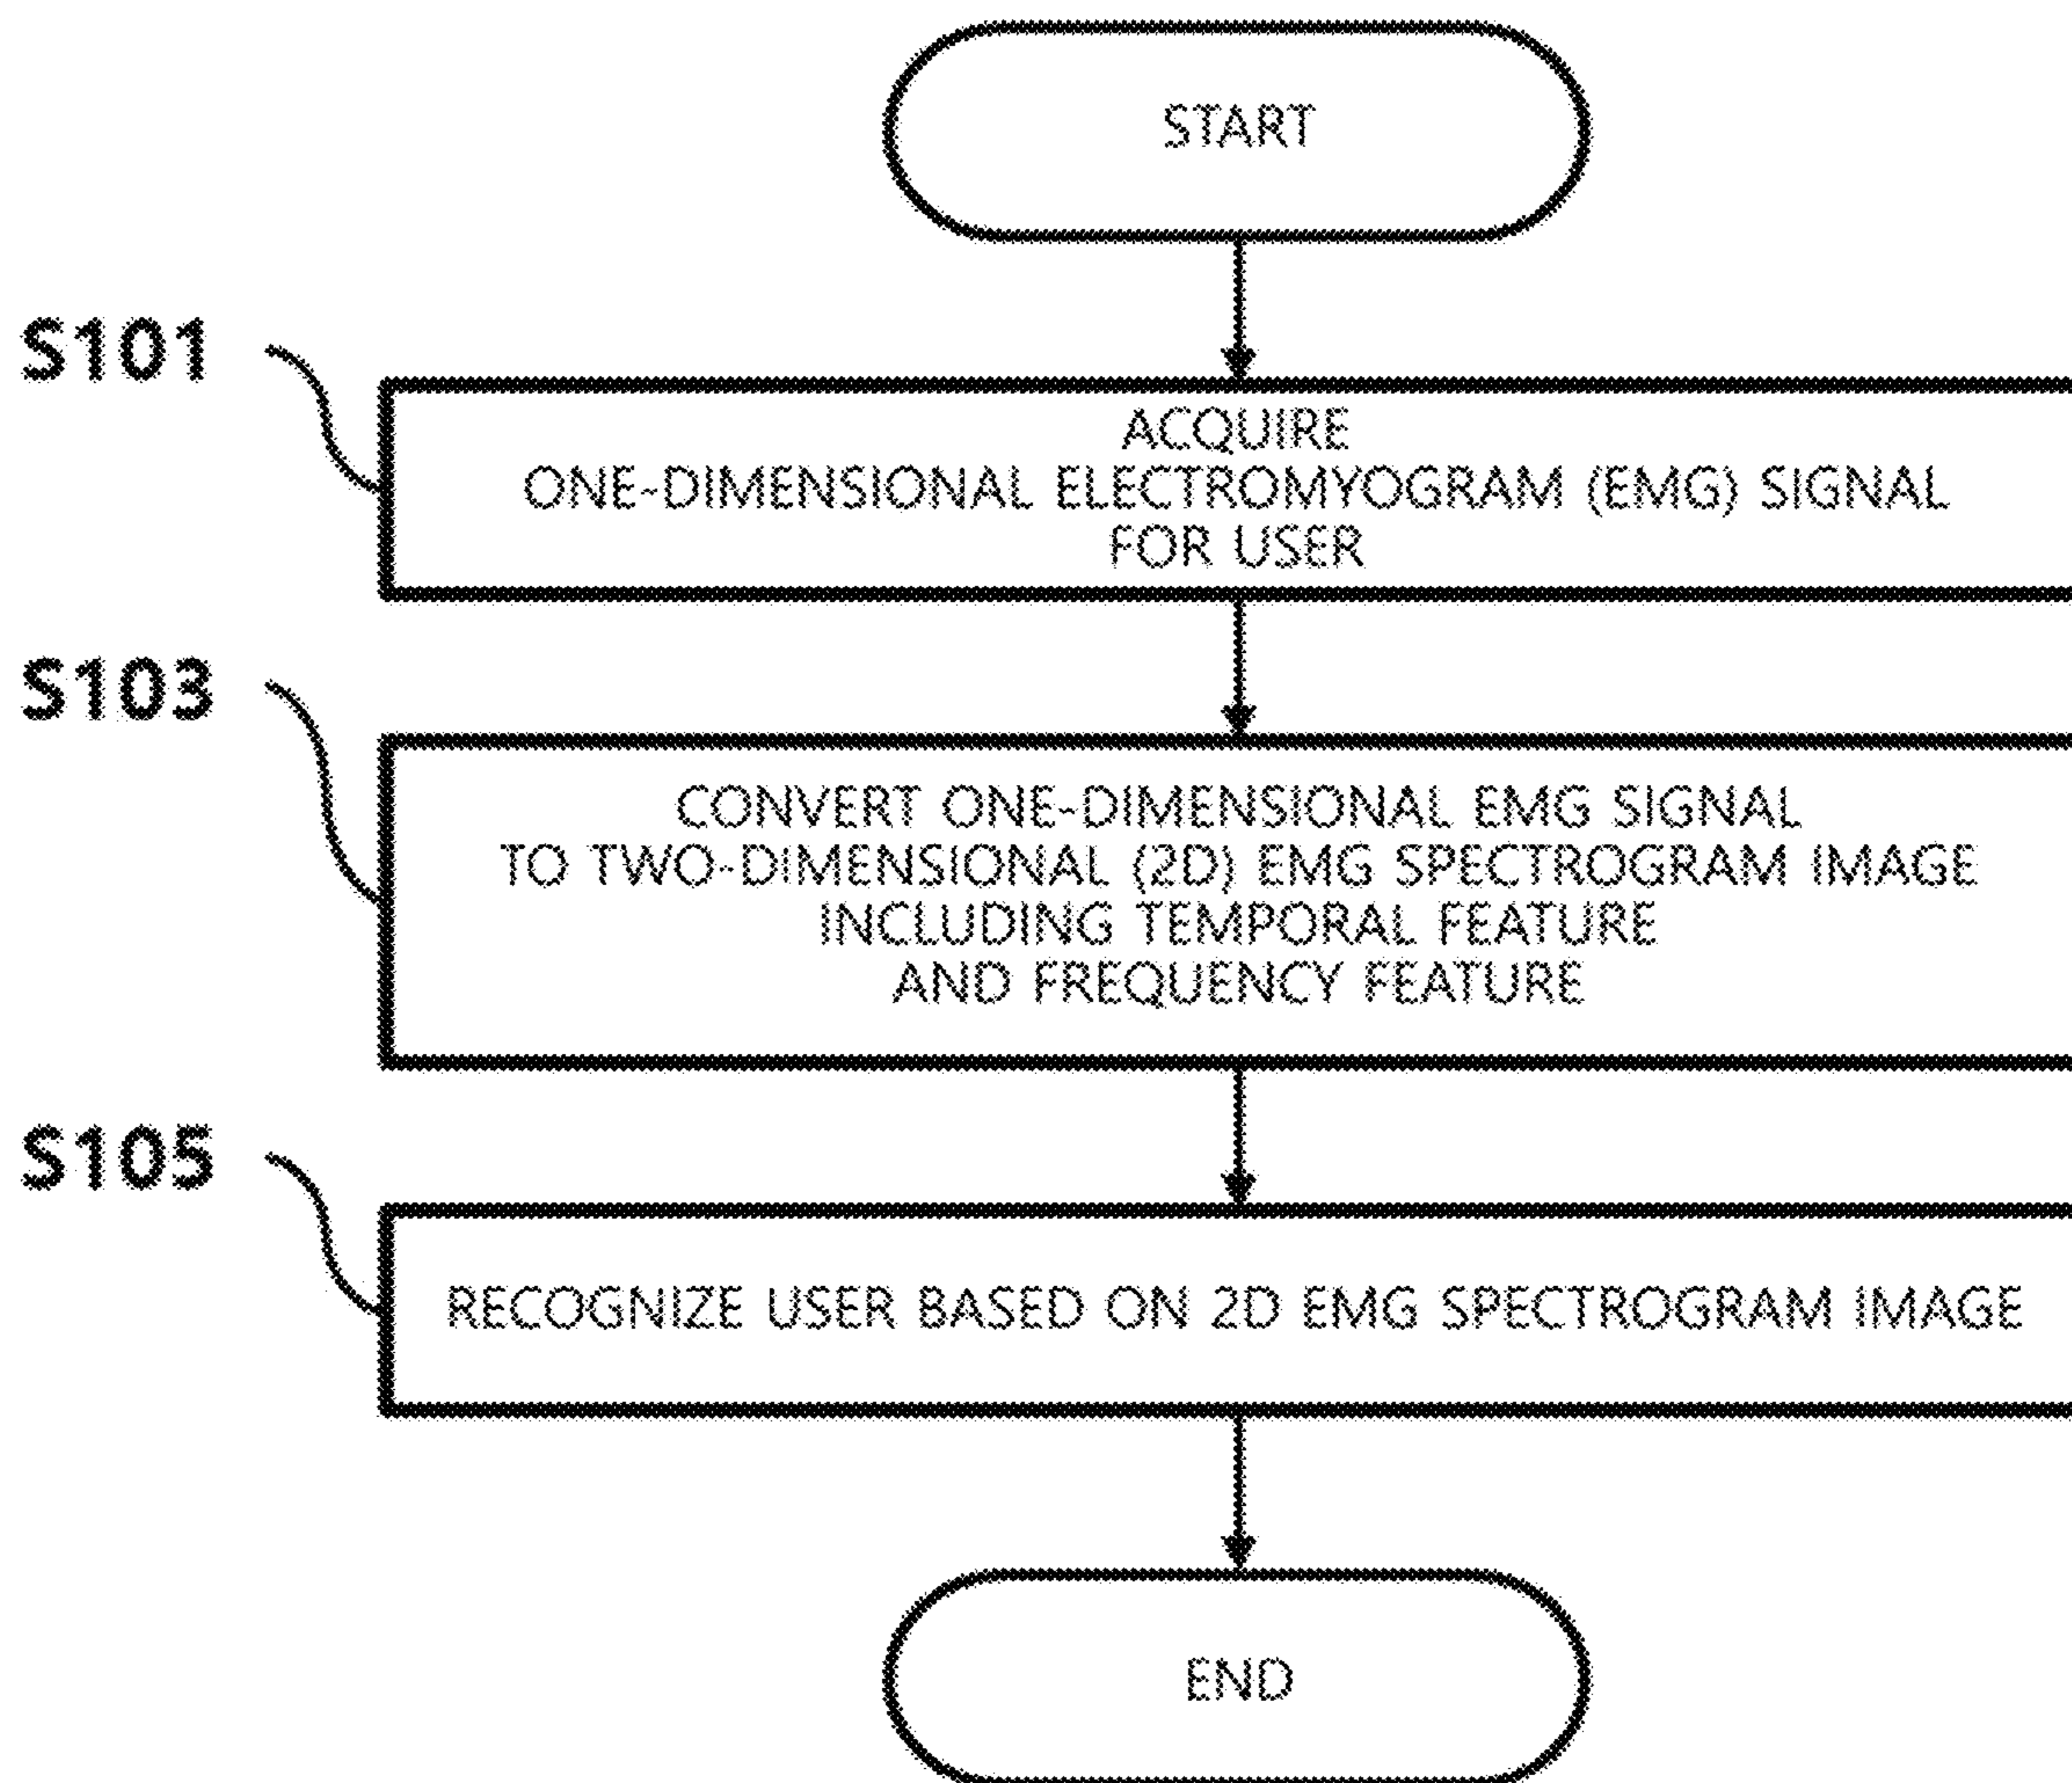 START
S101
ACQUIRE
ONE-DIMENSIONAL ELECTROMYOGRAM (EMG) SIGNAL
FOR USER
S103
CONVERT ONE-DIMENSIONAL EMG SIGNAL
TO TWO-DIMENSIONAL (2D) EMG SPECTROGRAM IMAGE
INCLUDING TEMPORAL FEATURE
AND FREQUENCY FEATURE
S105
RECOGNIZE USER BASED ON 2D EMG SPECTROGRAM IMAGE
END